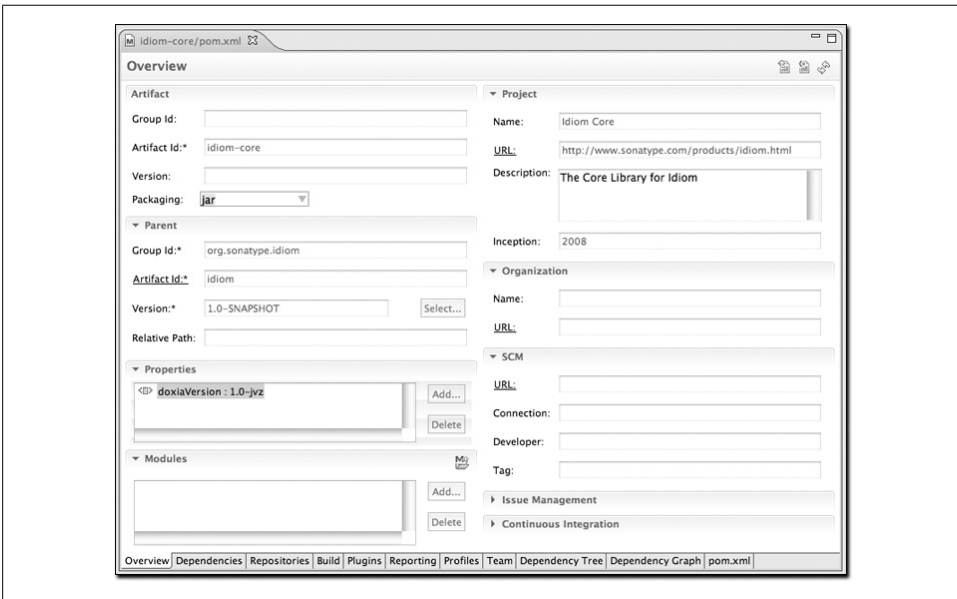 idiom-core/pom.xml
Overview
Artifact
Group Id:
Artifact Id:* idiom-core
Version:
Packaging: jar
Parent
Group Id:* org.sonatype.idiom
Artifact Id:* idiom
Version:* 1.0-SNAPSHOT Select...
Relative Path:
Properties
doxiaVersion : 1.0-jvz
Add...
Delete
Modules
Add...
Delete
Project
Name: Idiom Core
URL: http://www.sonatype.com/products/idiom.html
Description: The Core Library for Idiom
Inception: 2008
Organization
Name:
URL:
SCM
URL:
Connection:
Developer:
Tag:
Issue Management
Continuous Integration
Overview Dependencies Repositories Build Plugins Reporting Profiles Team Dependency Tree Dependency Graph pom.xml